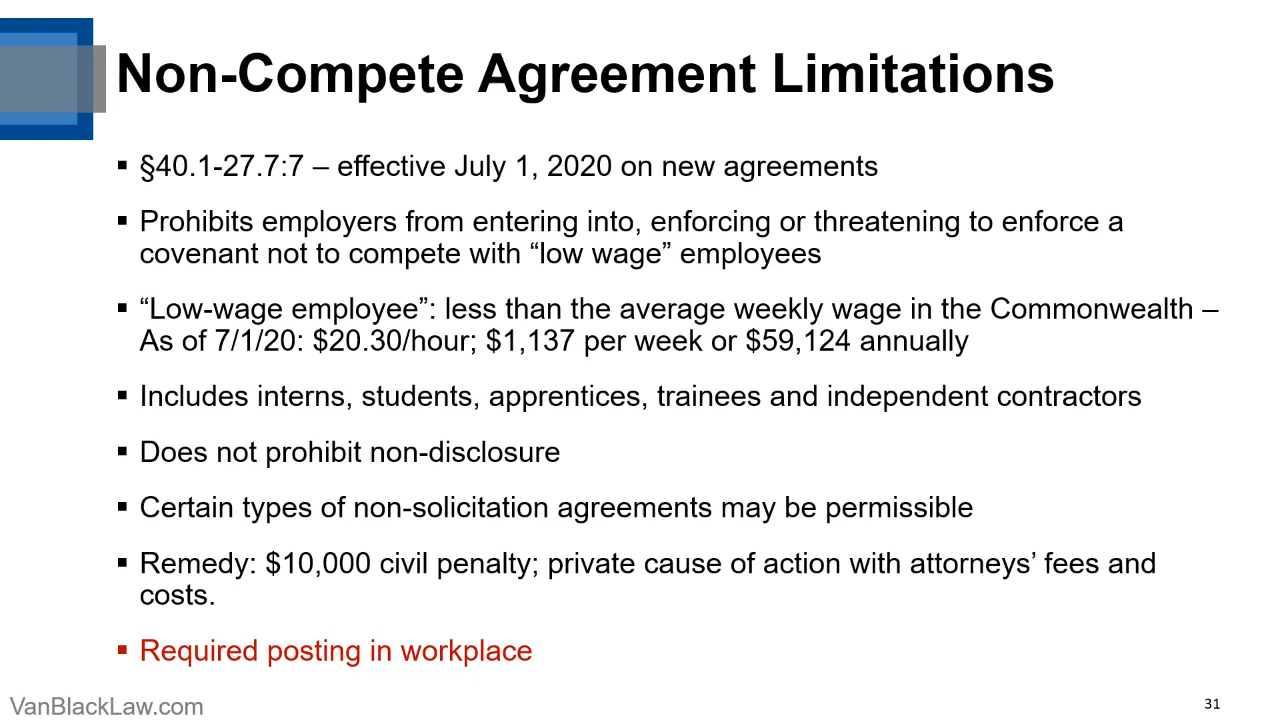 Non-Compete Agreement Limitations
▪ §40.1-27.7:7 – effective July 1, 2020 on new agreements
▪ Prohibits employers from entering into, enforcing or threatening to enforce a
covenant not to compete with “low wage” employees
▪ “Low-wage employee”: less than the average weekly wage in the Commonwealth –
As of 7/1/20: $20.30/hour; $1,137 per week or $59,124 annually
▪ Includes interns, students, apprentices, trainees and independent contractors
▪ Does not prohibit non-disclosure
▪ Certain types of non-solicitation agreements may be permissible
▪ Remedy: $10,000 civil penalty; private cause of action with attorneys’ fees and
costs.
▪ Required posting in workplace
VanBlackLaw.com
31